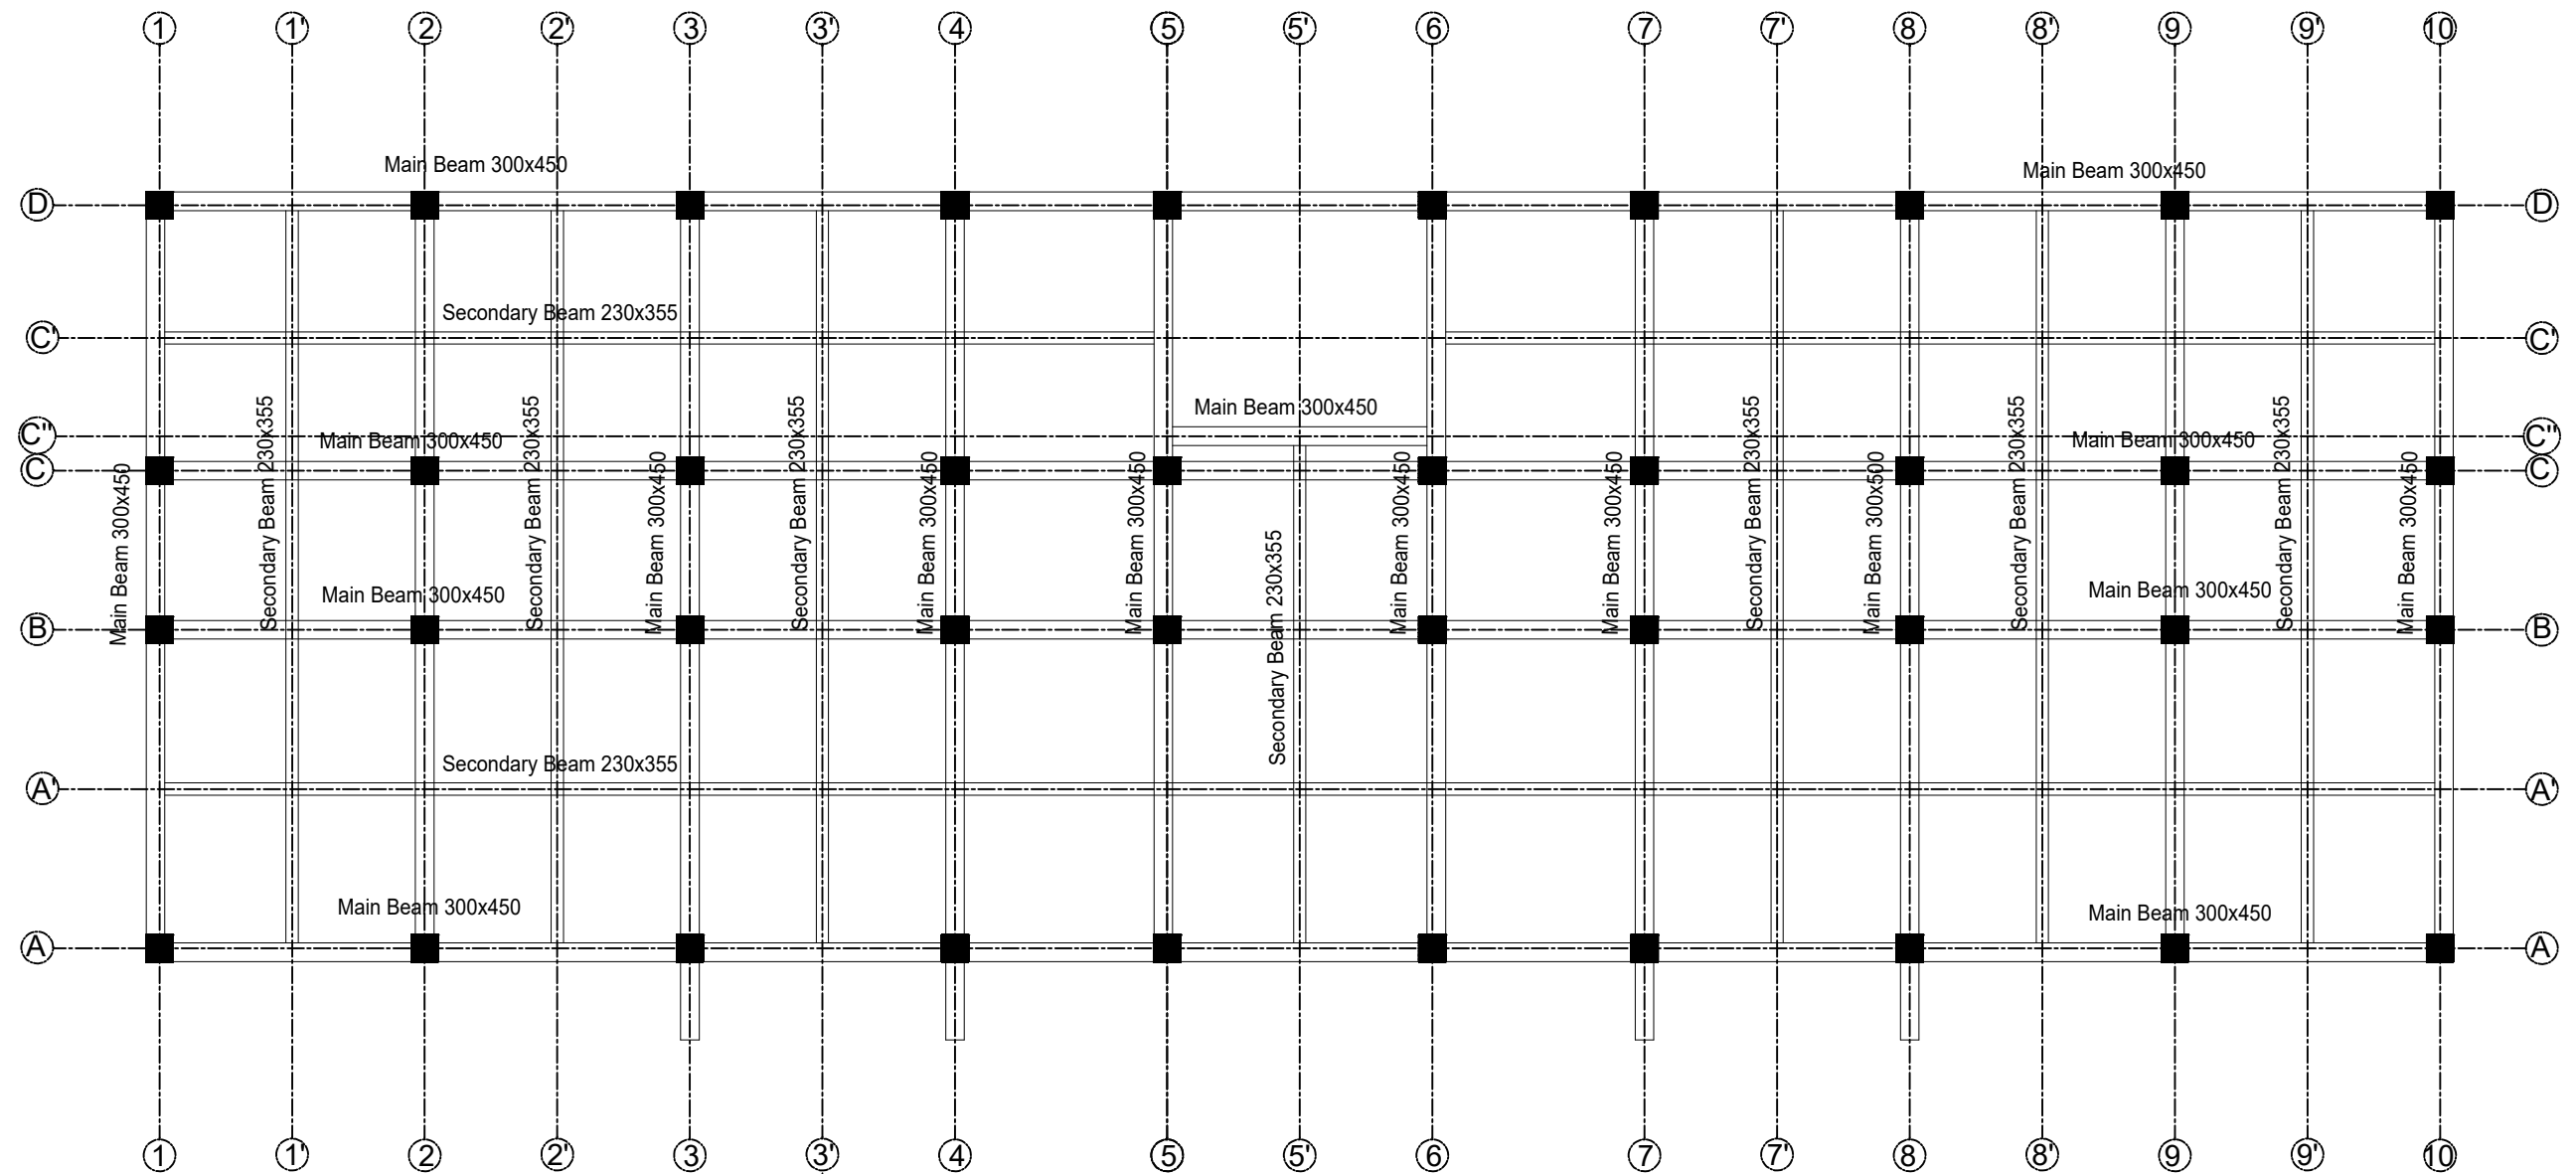 1 1' 2 2' 3 3' 4 5 5' 6 7 7' 8 8' 9 9' 10
Main Beam 300x450
Main Beam 300x450
D D
Secondary Beam 230x355
C' C'
Main Beam 300x450
C'' C''
Main Beam 300x450
Main Beam 300x450
C C
Main Beam 300x450
Secondary Beam 230x355
Secondary Beam 230x355
Main Beam 300x450
Secondary Beam 230x355
Main Beam 300x450
Main Beam 300x450
Secondary Beam 230x355
Main Beam 300x450
Main Beam 300x450
Secondary Beam 230x355
Main Beam 300x500
Secondary Beam 230x355
Secondary Beam 230x355
Main Beam 300x450
Main Beam 300x450
Main Beam 300x450
B B
Secondary Beam 230x355
A' A'
Main Beam 300x450
Main Beam 300x450
A A
1 1' 2 2' 3 3' 4 5 5' 6 7 7' 8 8' 9 9' 10